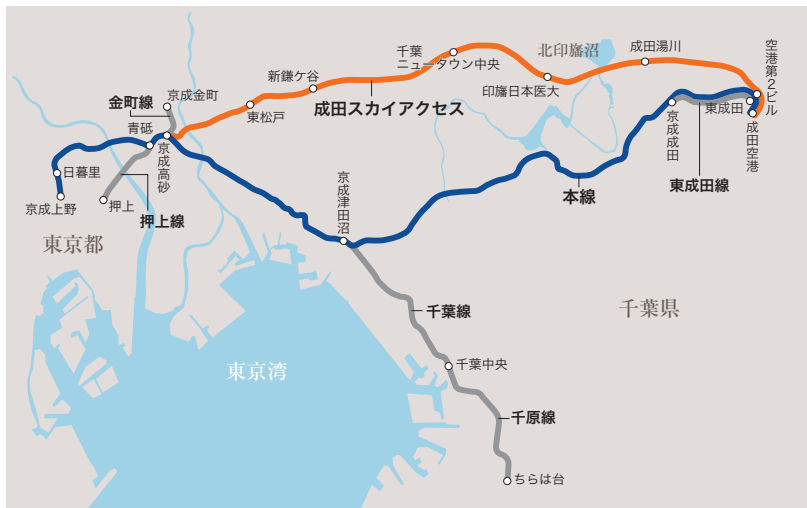 北印旛沼
成田湯川
空港第2ビル
千葉
ニュータウン中央
新鎌ケ谷
印旛日本医大
京成金町
金町線
成田スカイアクセス
東松戸
東成田
青砥
京成高砂
京成成田
成田空港
日暮里
京成津田沼
東成田線
本線
京成上野
押上
押上線
東京都
千葉県
千葉線
東京湾
千葉中央
千原線
ちらは台